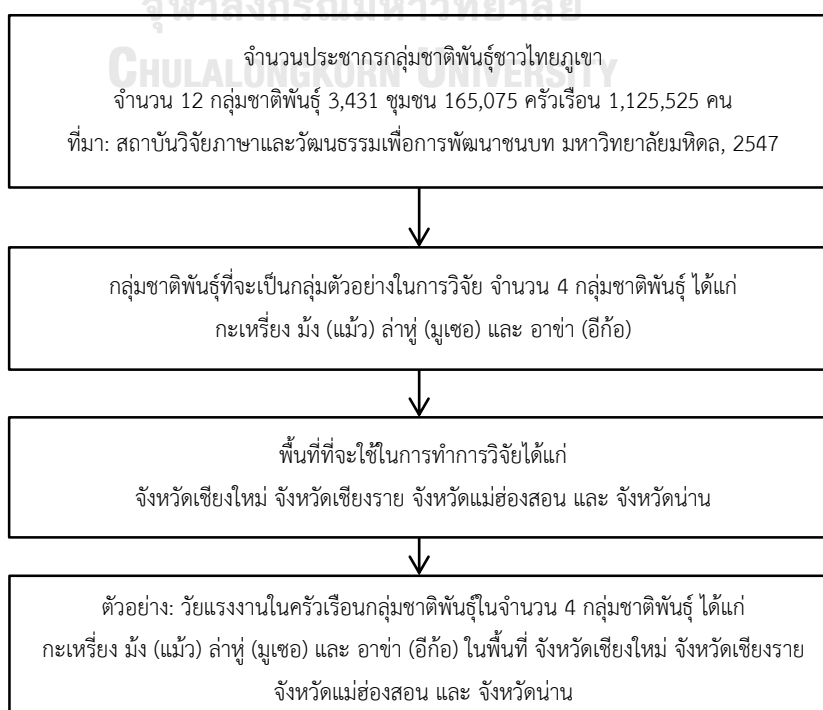 จุฬาลงกรณ์มหาวิทยาลัย
CHULALONGKORN UNIVERSITY
จำนวนประชากรกลุ่มชาติพันธุ์ชาวไทยภูเขา
จำนวน 12 กลุ่มชาติพันธุ์ 3,431 ชุมชน 165,075 ครัวเรือน 1,125,525 คน
ที่มา: สถาบันวิจัยภาษาและวัฒนธรรมเพื่อการพัฒนาชนบท มหาวิทยาลัยมหิดล, 2547
กลุ่มชาติพันธุ์ที่จะเป็นกลุ่มตัวอย่างในการวิจัย จำนวน 4 กลุ่มชาติพันธุ์ ได้แก่
กะเหรี่ยง ม้ง (แม้ว) ล่าหู่ (มูเซอ) และ อาข่า (อีก้อ)
พื้นที่ที่จะใช้ในการทำการวิจัยได้แก่
จังหวัดเชียงใหม่ จังหวัดเชียงราย จังหวัดแม่ฮ่องสอน และ จังหวัดน่าน
ตัวอย่าง: วัยแรงงานในครัวเรือนกลุ่มชาติพันธุ์ในจำนวน 4 กลุ่มชาติพันธุ์ ได้แก่
กะเหรี่ยง ม้ง (แม้ว) ล่าหู่ (มูเซอ) และ อาข่า (อีก้อ) ในพื้นที่ จังหวัดเชียงใหม่ จังหวัดเชียงราย
จังหวัดแม่ฮ่องสอน และ จังหวัดน่าน